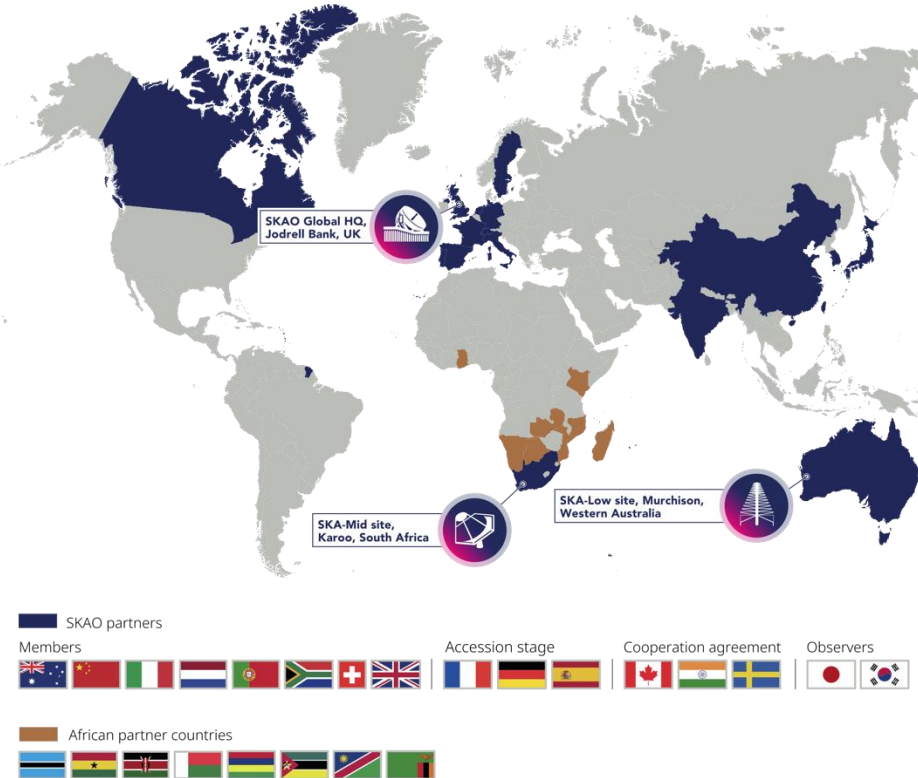 SKAO Global HQ,
Jodrell Bank, UK
SKA-Mid site,
Karoo, South Africa
SKA-Low site, Murchison,
Western Australia
SKAO partners
Members
Accession stage
Cooperation agreement
Observers
African partner countries